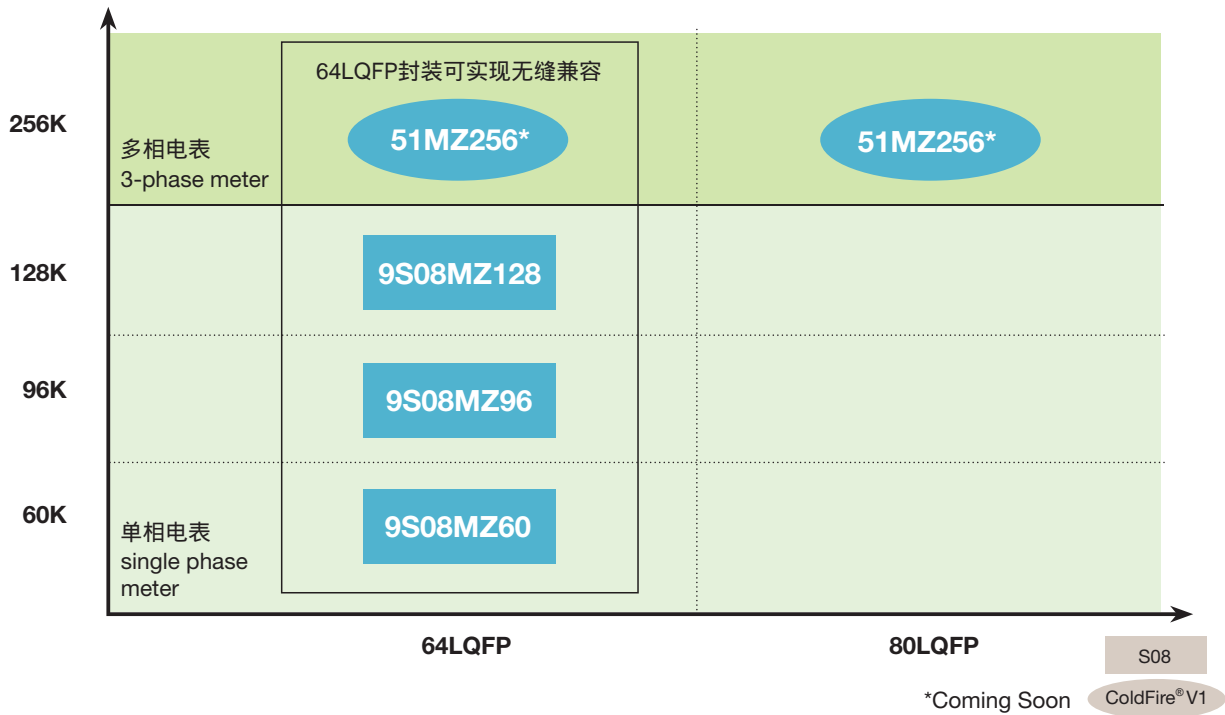 64LQFP封装可实现无缝兼容
256K
51MZ256*
51MZ256*
多相电表
3-phase meter
128K
9S08MZ128
96K
9S08MZ96
60K
9S08MZ60
单相电表
single phase
meter
64LQFP
80LQFP
S08
*Coming Soon
ColdFire® V1